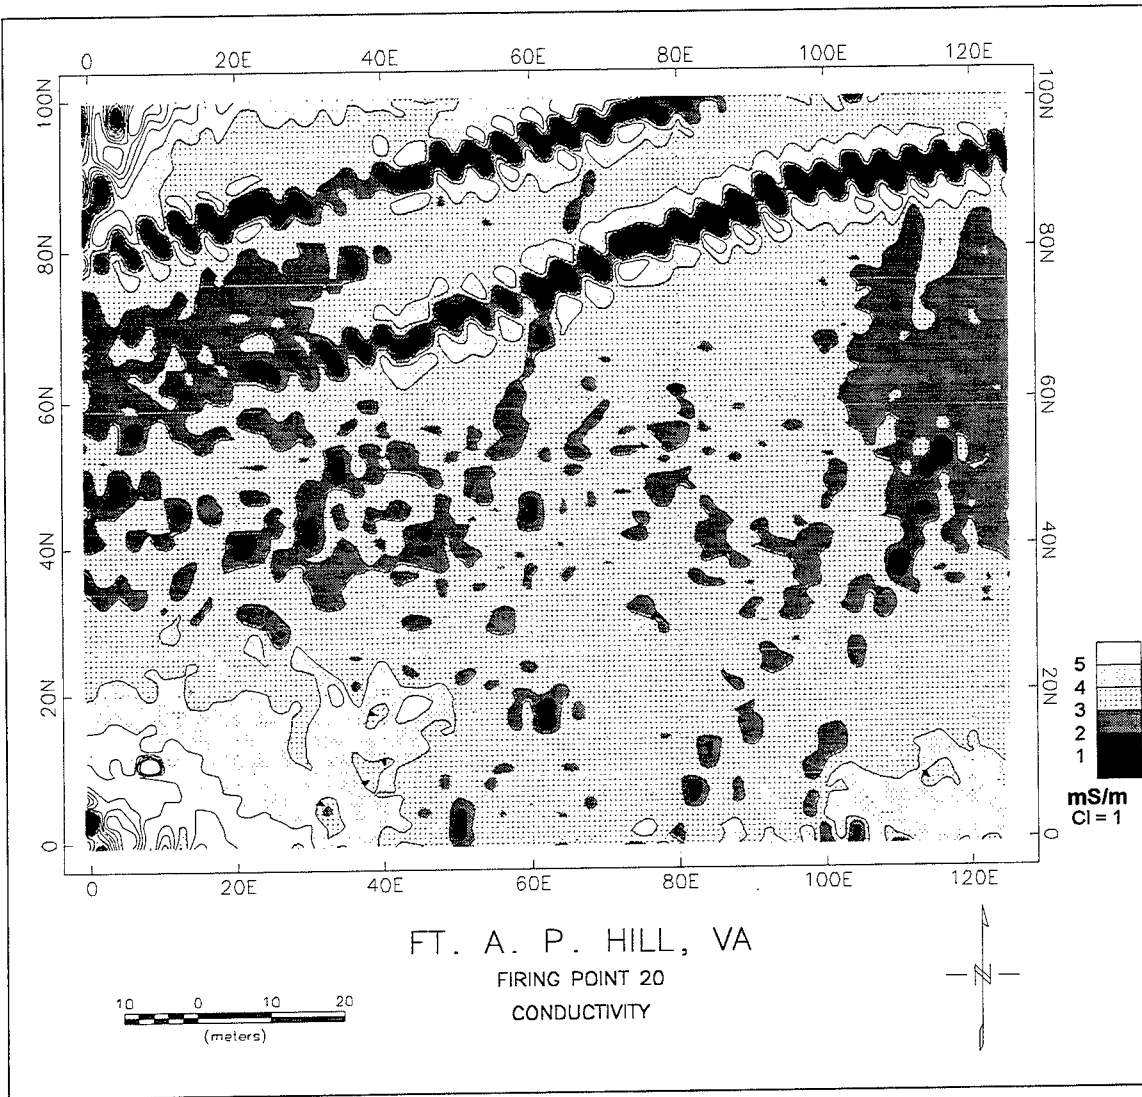 0 20E 40E 60E 80E 100E 120E
100N 100N
80N 80N
60N 60N
40N 40N
20N 20N
0 0
0 20E 40E 60E 80E 100E 120E
5
4
3
2
1
mS/m
CI = 1
FT. A. P. HILL, VA
FIRING POINT 20
CONDUCTIVITY
10 0 10 20
(meters)
N